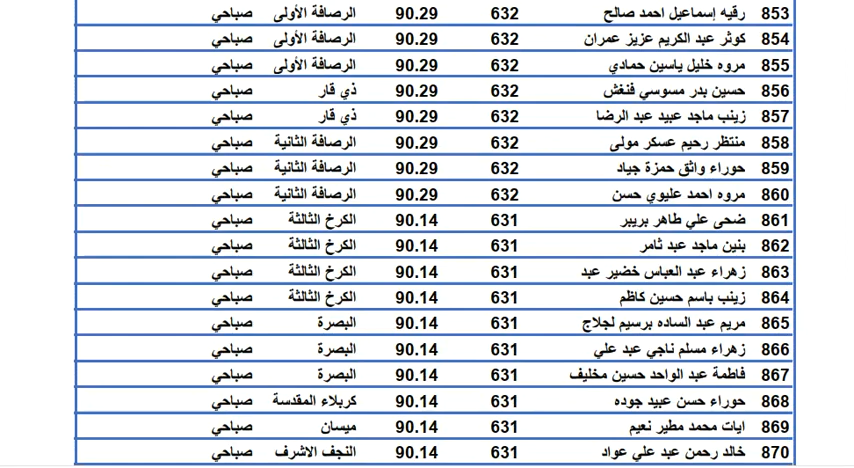 853 رقيه إسماعيل احمد صالح 632 90.29 الرصافة الأولى صباحي
854 كوثر عبد الكريم عزيز عمران 632 90.29 الرصافة الأولى صباحي
855 مروه خليل ياسين حمادي 632 90.29 الرصافة الأولى صباحي
856 حسين بدر مسوسي فنغش 632 90.29 ذي قار صباحي
857 زينب ماجد عبيد عبد الرضا 632 90.29 ذي قار صباحي
858 منتظر رحيم عسكر مولى 632 90.29 الرصافة الثانية صباحي
859 حوراء واثق حمزة جياد 632 90.29 الرصافة الثانية صباحي
860 مروه احمد عليوي حسن 632 90.29 الرصافة الثانية صباحي
861 ضحى علي طاهر بريبر 631 90.14 الكرخ الثالثة صباحي
862 بنين ماجد عبد ثامر 631 90.14 الكرخ الثالثة صباحي
863 زهراء عبد العباس خضير عبد 631 90.14 الكرخ الثالثة صباحي
864 زينب باسم حسين كاظم 631 90.14 الكرخ الثالثة صباحي
865 مريم عبد الساده برسيم لجلاج 631 90.14 البصرة صباحي
866 زهراء مسلم ناجي عبد علي 631 90.14 البصرة صباحي
867 فاطمة عبد الواحد حسين مخليف 631 90.14 البصرة صباحي
868 حوراء حسن عبيد جوده 631 90.14 كربلاء المقدسة صباحي
869 ايات محمد مطير نعيم 631 90.14 ميسان صباحي
870 خالد رحمن عبد علي عواد 631 90.14 النجف الاشرف صباحي